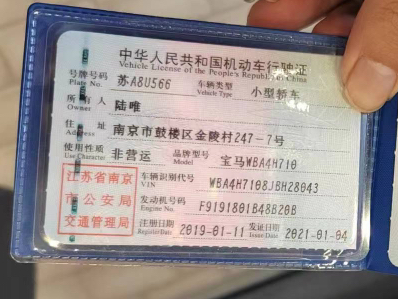 中华人民共和国机动车行驶证
Vehicle License of the People's Republic of China
号牌号码 苏A8U566 车辆类型 小型轿车
Plate No. Vehicle Type
所有人 陆唯
Owner
住址 南京市鼓楼区金陵村247-7号
Address
使用性质 非营运 品牌型号 宝马WBA4H710
Use Character Model
江苏省南京 车辆识别代号 WBA4H7108JBH28043
VIN
市公安局 发动机号码 F9191801B48B20B
Engine No.
交通管理局 注册日期 2019-01-11 发证日期 2021-01-04
Register Date Issue Date